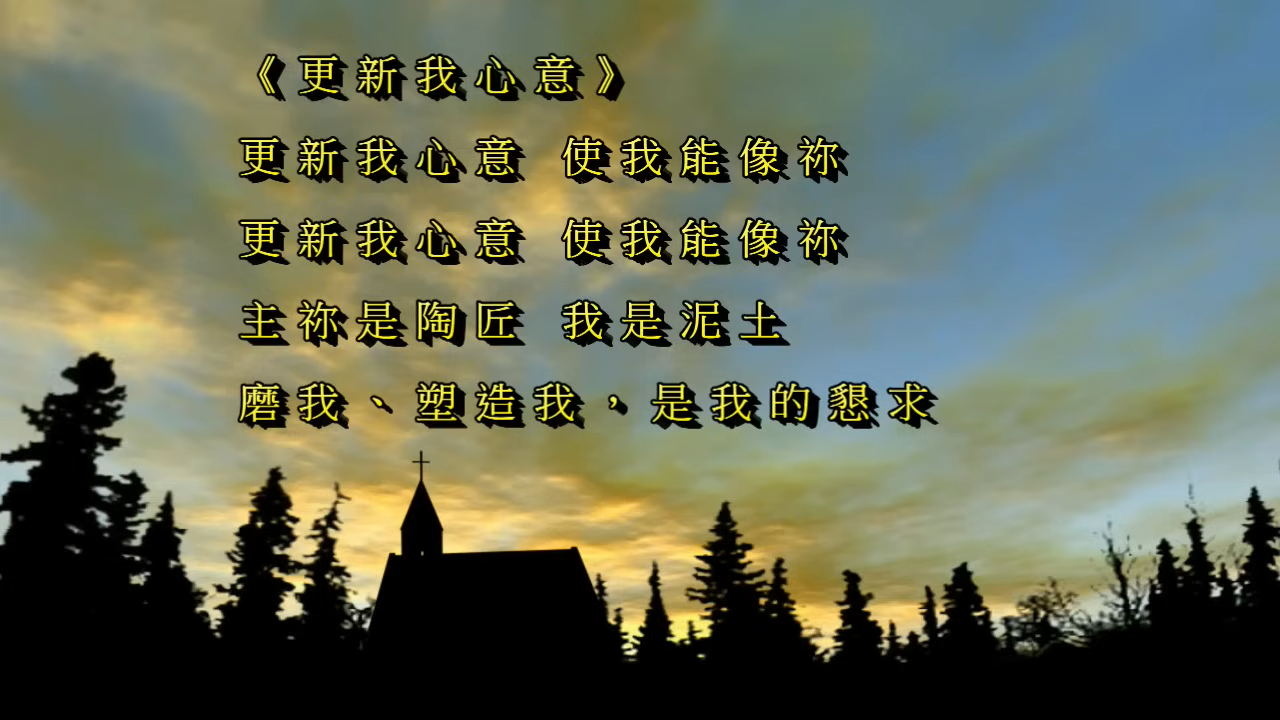 《更新我心意》
更新我心意 使我能像祢
更新我心意 使我能像祢
主祢是陶匠 我是泥土
磨我、塑造我，是我的懇求